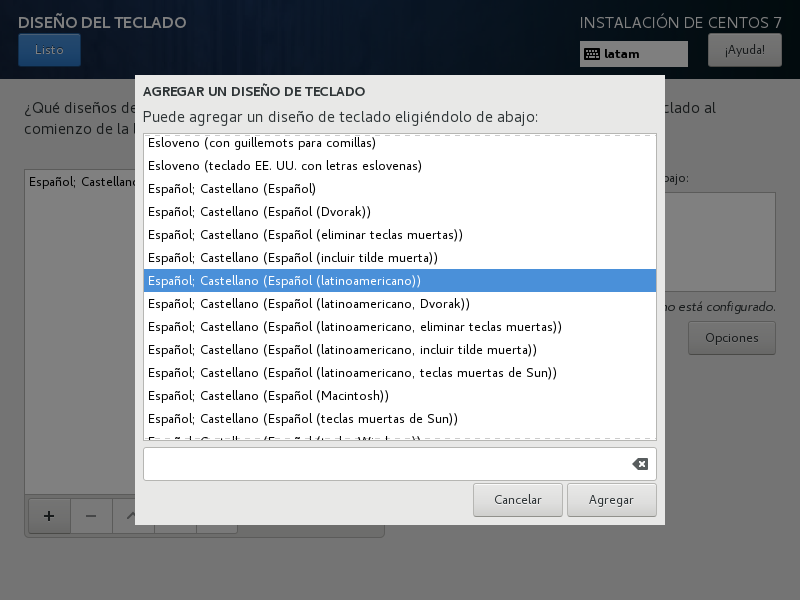 DISEÑO DEL TECLADO
INSTALACIÓN DE CENTOS 7
Listo
latam
¡Ayuda!
AGREGAR UN DISEÑO DE TECLADO
¿Qué diseños de
clado al
Puede agregar un diseño de teclado eligiéndolo de abajo:
comienzo de la
Esloveno (con guillemots para comillas)
Esloveno (teclado EE. UU. con letras eslovenas)
Español; Castellano
Español; Castellano (Español)
bajo:
Español; Castellano (Español (Dvorak))
Español; Castellano (Español (eliminar teclas muertas))
Español; Castellano (Español (incluir tilde muerta))
Español; Castellano (Español (latinoamericano))
Español; Castellano (Español (latinoamericano, Dvorak))
no está configurado.
Español; Castellano (Español (latinoamericano, eliminar teclas muertas))
Opciones
Español; Castellano (Español (latinoamericano, incluir tilde muerta))
Español; Castellano (Español (latinoamericano, teclas muertas de Sun))
Español; Castellano (Español (Macintosh))
Español; Castellano (Español (teclas muertas de Sun))
Cancelar
Agregar